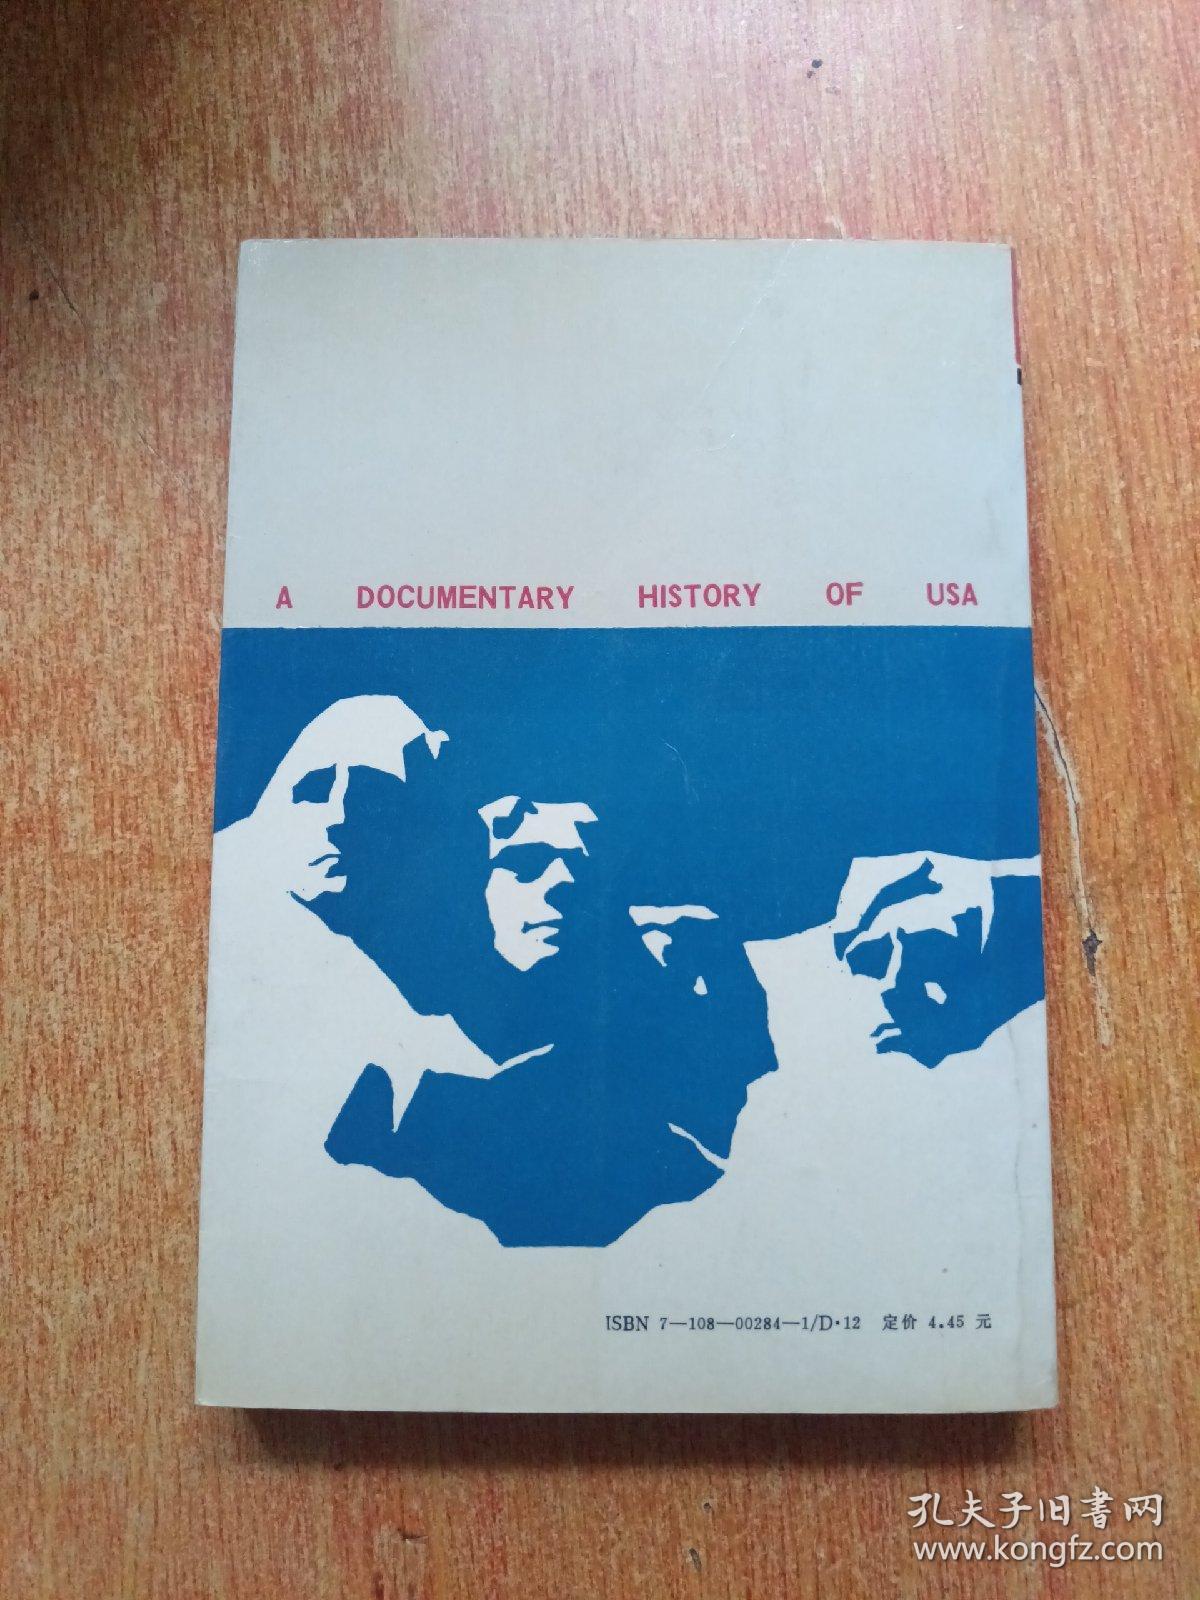 A DOCUMENTARY HISTORY OF USA
ISBN 7—108—00284—1/D·12 定价 4.45 元
孔夫子旧書网
www.kongfz.com